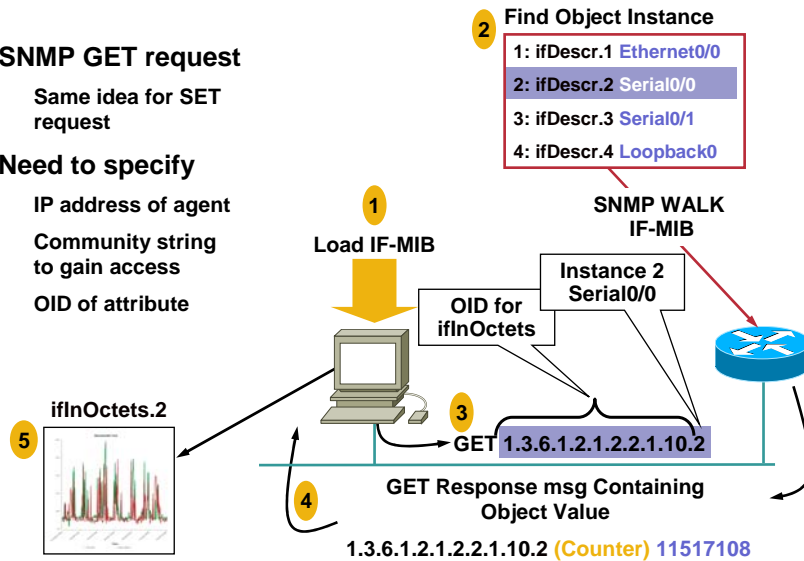 SNMP GET request
Same idea for SET
request
Need to specify
IP address of agent
Community string
to gain access
OID of attribute
2
Find Object Instance
1: ifDescr.1 Ethernet0/0
2: ifDescr.2 Serial0/0
3: ifDescr.3 Serial0/1
4: ifDescr.4 Loopback0
SNMP WALK
IF-MIB
1
Load IF-MIB
OID for
ifInOctets
Instance 2
Serial0/0
3
GET 1.3.6.1.2.1.2.2.1.10.2
4
GET Response msg Containing
Object Value
1.3.6.1.2.1.2.2.1.10.2 (Counter) 11517108
ifInOctets.2
5